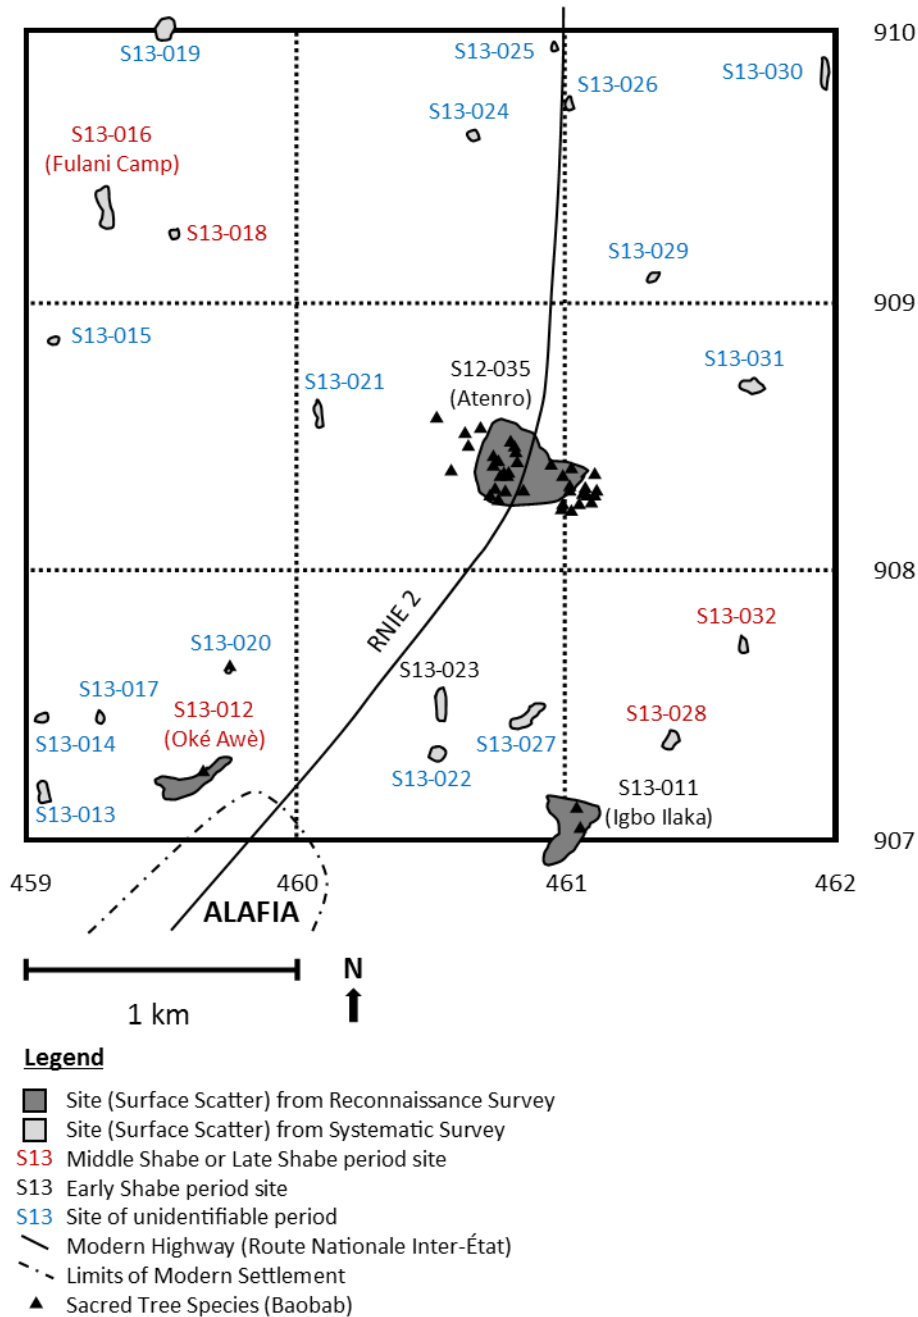 910
S13-019
S13-025
S13-030
S13-026
S13-024
S13-016
(Fulani Camp)
S13-018
S13-029
909
S13-015
S13-031
S12-035
(Atenro)
S13-021
908
RNIE 2
S13-032
S13-020
S13-023
S13-017
S13-012
(Oké Awè)
S13-028
S13-014
S13-027
S13-022
S13-011
(Igbo Ilaka)
S13-013
907
459
460
461
462
ALAFIA
N
1 km
Legend
Site (Surface Scatter) from Reconnaissance Survey
Site (Surface Scatter) from Systematic Survey
S13 Middle Shabe or Late Shabe period site
S13 Early Shabe period site
S13 Site of unidentifiable period
Modern Highway (Route Nationale Inter-État)
Limits of Modern Settlement
Sacred Tree Species (Baobab)